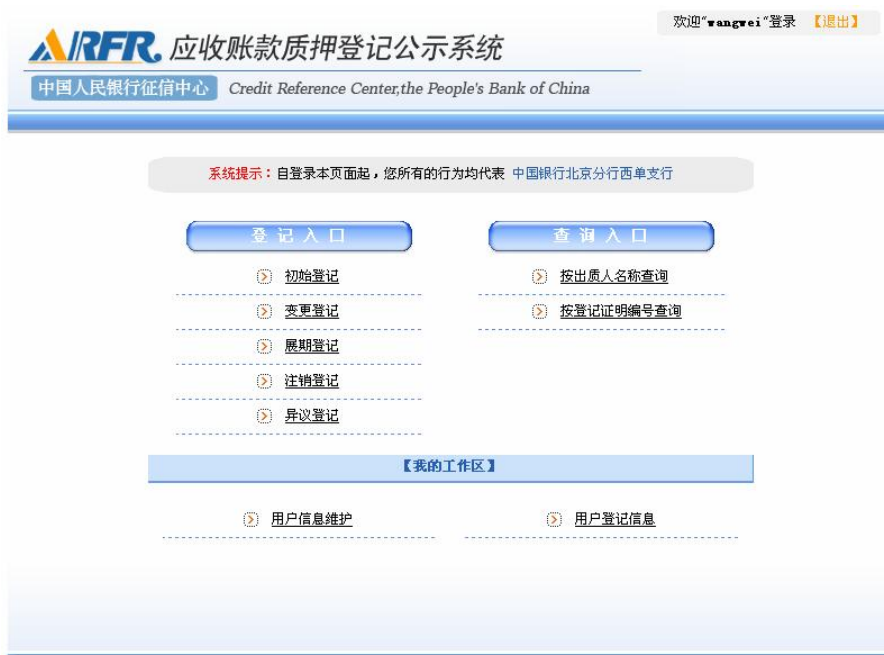 欢迎“wangwei“登录 【退出】
ARFR 应收账款质押登记公示系统
中国人民银行征信中心 Credit Reference Center,the People's Bank of China
系统提示：自登录本页面起，您所有的行为均代表 中国银行北京分行西单支行
登记入口 查询入口
初始登记 按出质人名称查询
变更登记 按登记证明编号查询
展期登记
注销登记
异议登记
【我的工作区】
用户信息维护 用户登记信息